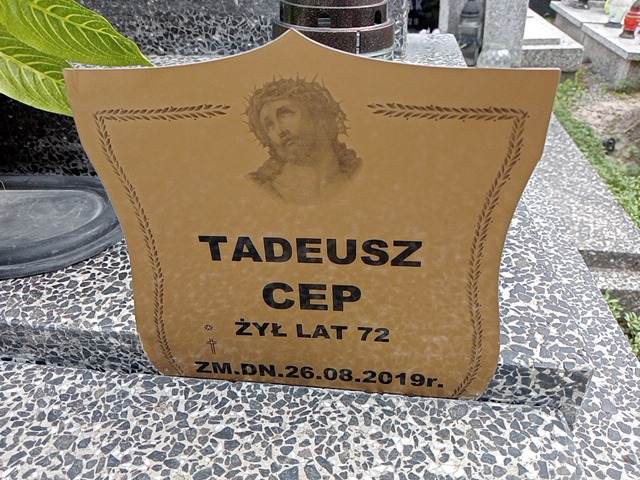 TADEUSZ
CEP
ŻYŁ LAT 72
ZM.DN.26.08.2019r.